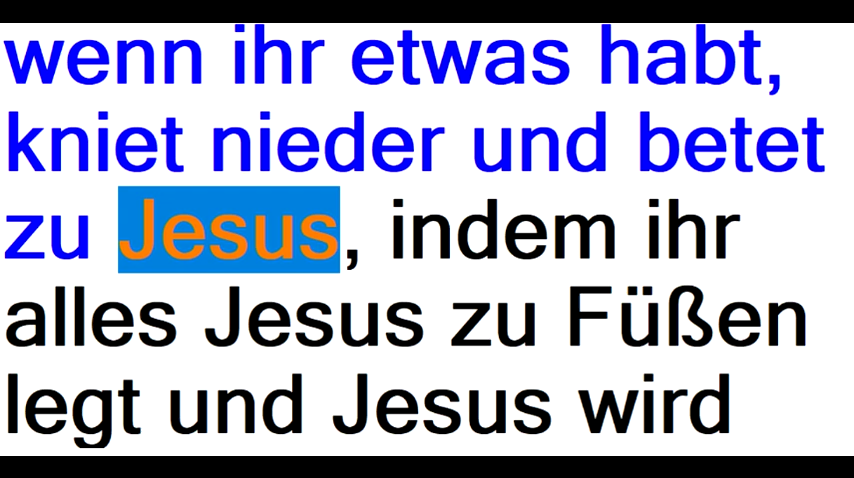 wenn ihr etwas habt,
kniet nieder und betet
zu Jesus, indem ihr
alles Jesus zu Füßen
legt und Jesus wird